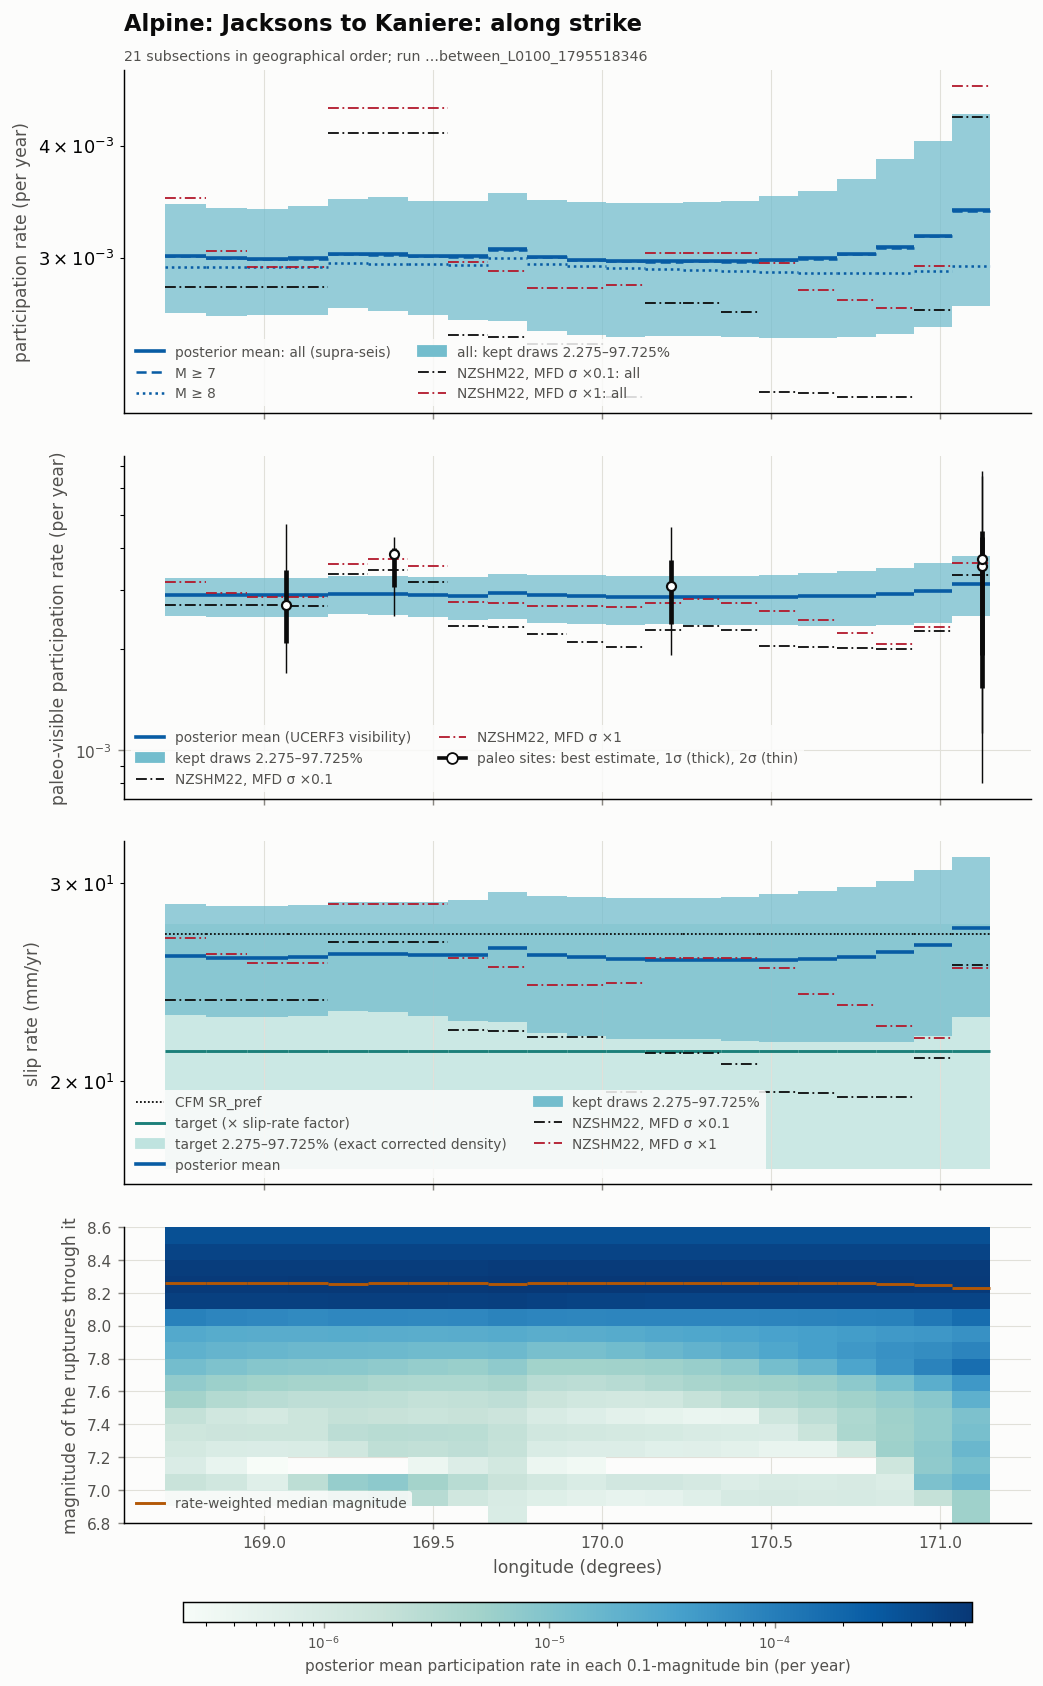 Alpine: Jacksons to Kaniere: along strike
21 subsections in geographical order; run ...between_L0100_1795518346
participation rate (per year)
4 × 10⁻³
3 × 10⁻³
posterior mean: all (supra-seis)
M ≥ 7
M ≥ 8
all: kept draws 2.275–97.725%
NZSHM22, MFD σ ×0.1: all
NZSHM22, MFD σ ×1: all
paleo-visible participation rate (per year)
10⁻³
posterior mean (UCERF3 visibility)
kept draws 2.275–97.725%
NZSHM22, MFD σ ×0.1
NZSHM22, MFD σ ×1
paleo sites: best estimate, 1σ (thick), 2σ (thin)
slip rate (mm/yr)
3 × 10¹
2 × 10¹
CFM SR_pref
target (× slip-rate factor)
target 2.275–97.725% (exact corrected density)
posterior mean
kept draws 2.275–97.725%
NZSHM22, MFD σ ×0.1
NZSHM22, MFD σ ×1
magnitude of the ruptures through it
8.6
8.4
8.2
8.0
7.8
7.6
7.4
7.2
7.0
6.8
rate-weighted median magnitude
169.0 169.5 170.0 170.5 171.0
longitude (degrees)
10⁻⁶ 10⁻⁵ 10⁻⁴
posterior mean participation rate in each 0.1-magnitude bin (per year)